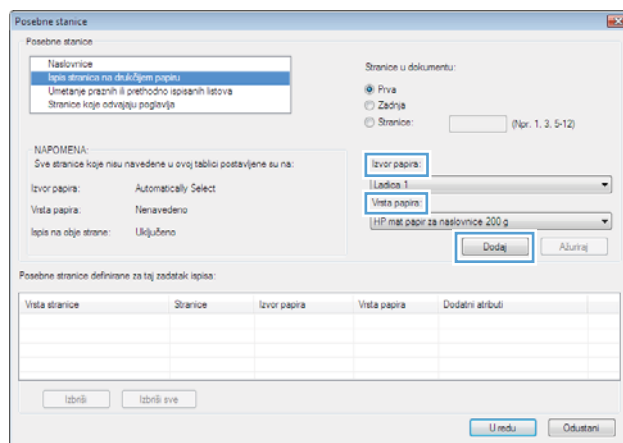 Posebne stanice
Posebne stanice
Naslovnice
Ispis stranica na drukčijem papiru
Umetanje praznih ili prethodno ispisanih listova
Stranice koje odvajaju poglavlja
Stranice u dokumentu:
Prva
Zadnja
Stranice:
(Npr. 1, 3, 5-12)
NAPOMENA:
Sve stranice koje nisu navedene u ovoj tablici postavljene su na:
Izvor papira: Automatically Select
Vrsta papira: Nenavedeno
Ispis na obje strane: Uključeno
Izvor papira:
Ladica 1
Vrsta papira:
HP mat papir za naslovnice 200 g
Dodaj Ažuriraj
Posebne stranice definirane za taj zadatak ispisa:
Vrsta stranice Stranice Izvor papira Vrsta papira Dodatni atributi
Izbriši Izbriši sve
U redu Odustani